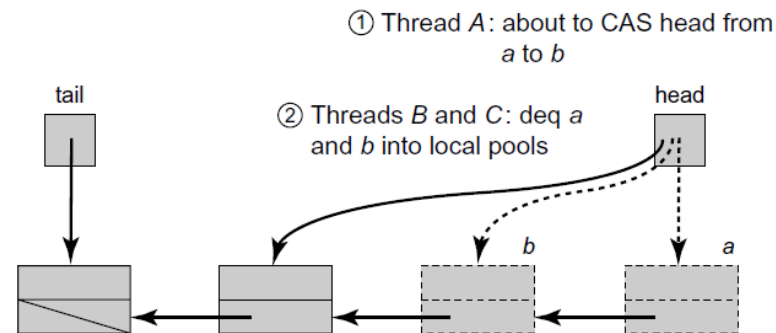 ① Thread A: about to CAS head from
a to b
tail
head
② Threads B and C: deq a
and b into local pools
b
a